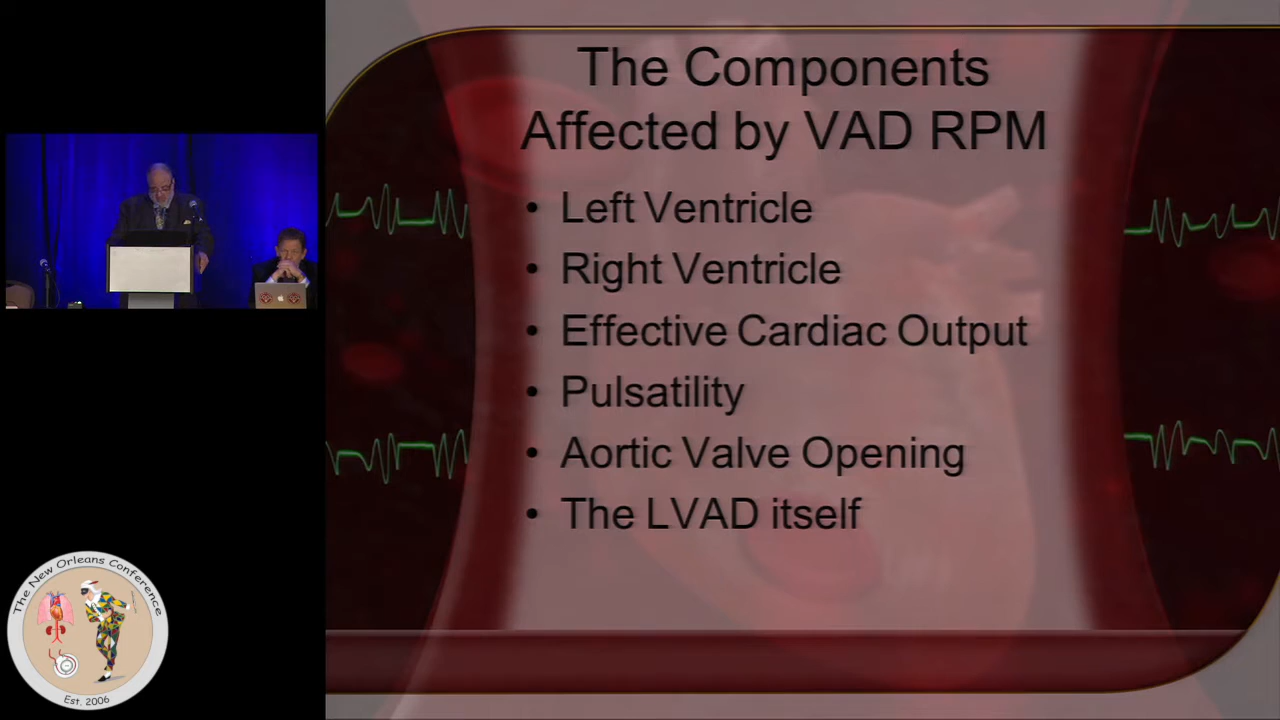 The Components
Affected by VAD RPM
• Left Ventricle
• Right Ventricle
• Effective Cardiac Output
• Pulsatility
• Aortic Valve Opening
• The LVAD itself
The New Orleans Conference
Est. 2006